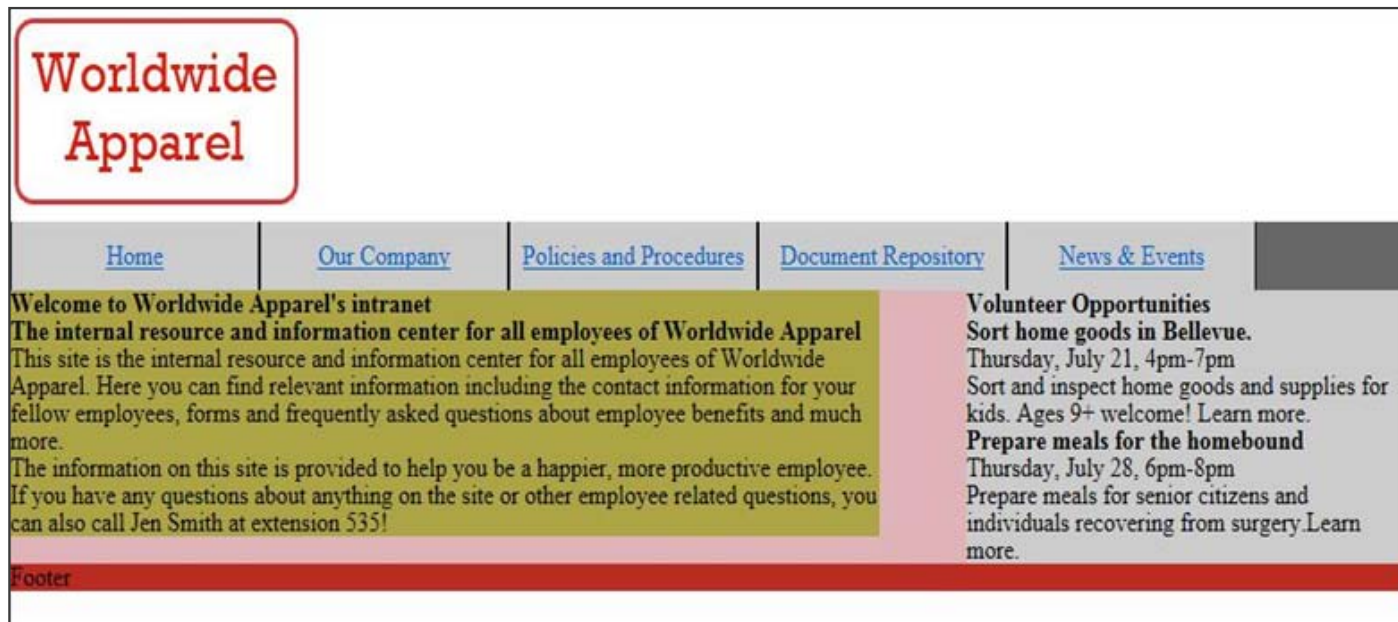 Worldwide
Apparel
Home Our Company Policies and Procedures Document Repository News & Events
Welcome to Worldwide Apparel's intranet
The internal resource and information center for all employees of Worldwide Apparel
This site is the internal resource and information center for all employees of Worldwide
Apparel. Here you can find relevant information including the contact information for your
fellow employees, forms and frequently asked questions about employee benefits and much
more.
The information on this site is provided to help you be a happier, more productive employee.
If you have any questions about anything on the site or other employee related questions, you
can also call Jen Smith at extension 535!
Volunteer Opportunities
Sort home goods in Bellevue.
Thursday, July 21, 4pm-7pm
Sort and inspect home goods and supplies for
kids. Ages 9+ welcome! Learn more.
Prepare meals for the homebound
Thursday, July 28, 6pm-8pm
Prepare meals for senior citizens and
individuals recovering from surgery.Learn
more.
Footer